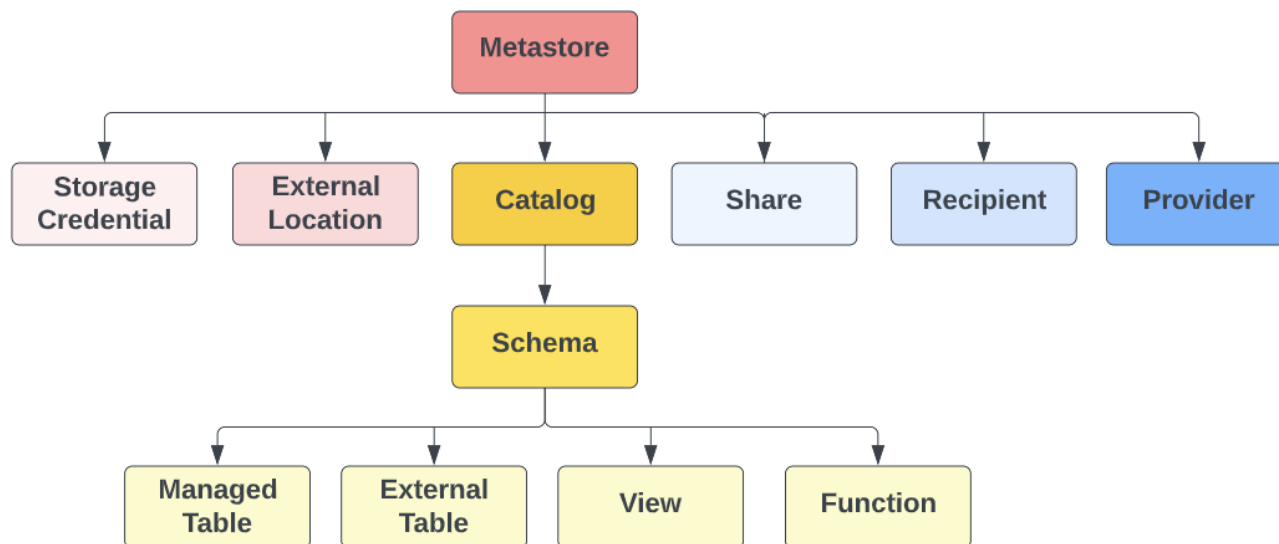 Metastore
Storage
Credential
External
Location
Catalog
Share
Recipient
Provider
Schema
Managed
Table
External
Table
View
Function